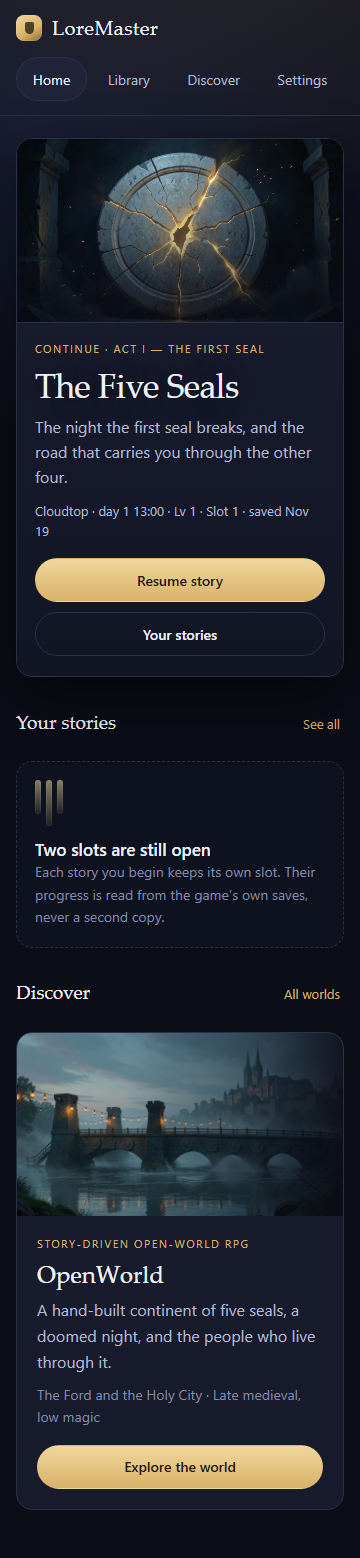 LoreMaster
Home Library Discover Settings
CONTINUE · ACT I — THE FIRST SEAL
The Five Seals
The night the first seal breaks, and the
road that carries you through the other
four.
Cloudtop · day 1 13:00 · Lv 1 · Slot 1 · saved Nov
19
Resume story
Your stories
Your stories See all
Two slots are still open
Each story you begin keeps its own slot. Their
progress is read from the game’s own saves,
never a second copy.
Discover All worlds
STORY-DRIVEN OPEN-WORLD RPG
OpenWorld
A hand-built continent of five seals, a
doomed night, and the people who live
through it.
The Ford and the Holy City · Late medieval,
low magic
Explore the world